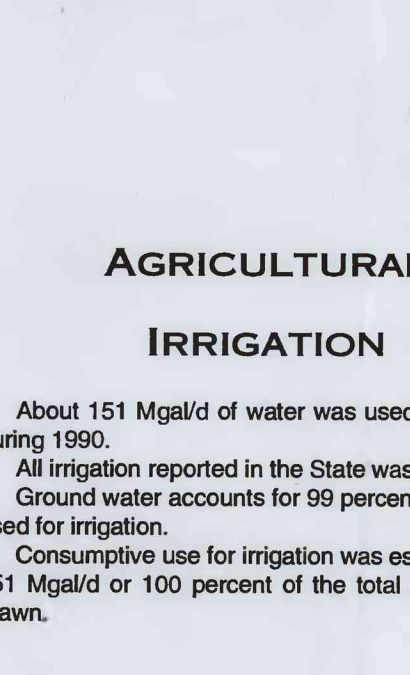 AGRICULTURAL
IRRIGATION
About 151 Mgal/d of water was used
uring 1990.
All irrigation reported in the State was
Ground water accounts for 99 percen
sed for irrigation.
Consumptive use for irrigation was es
51 Mgal/d or 100 percent of the total
awn.